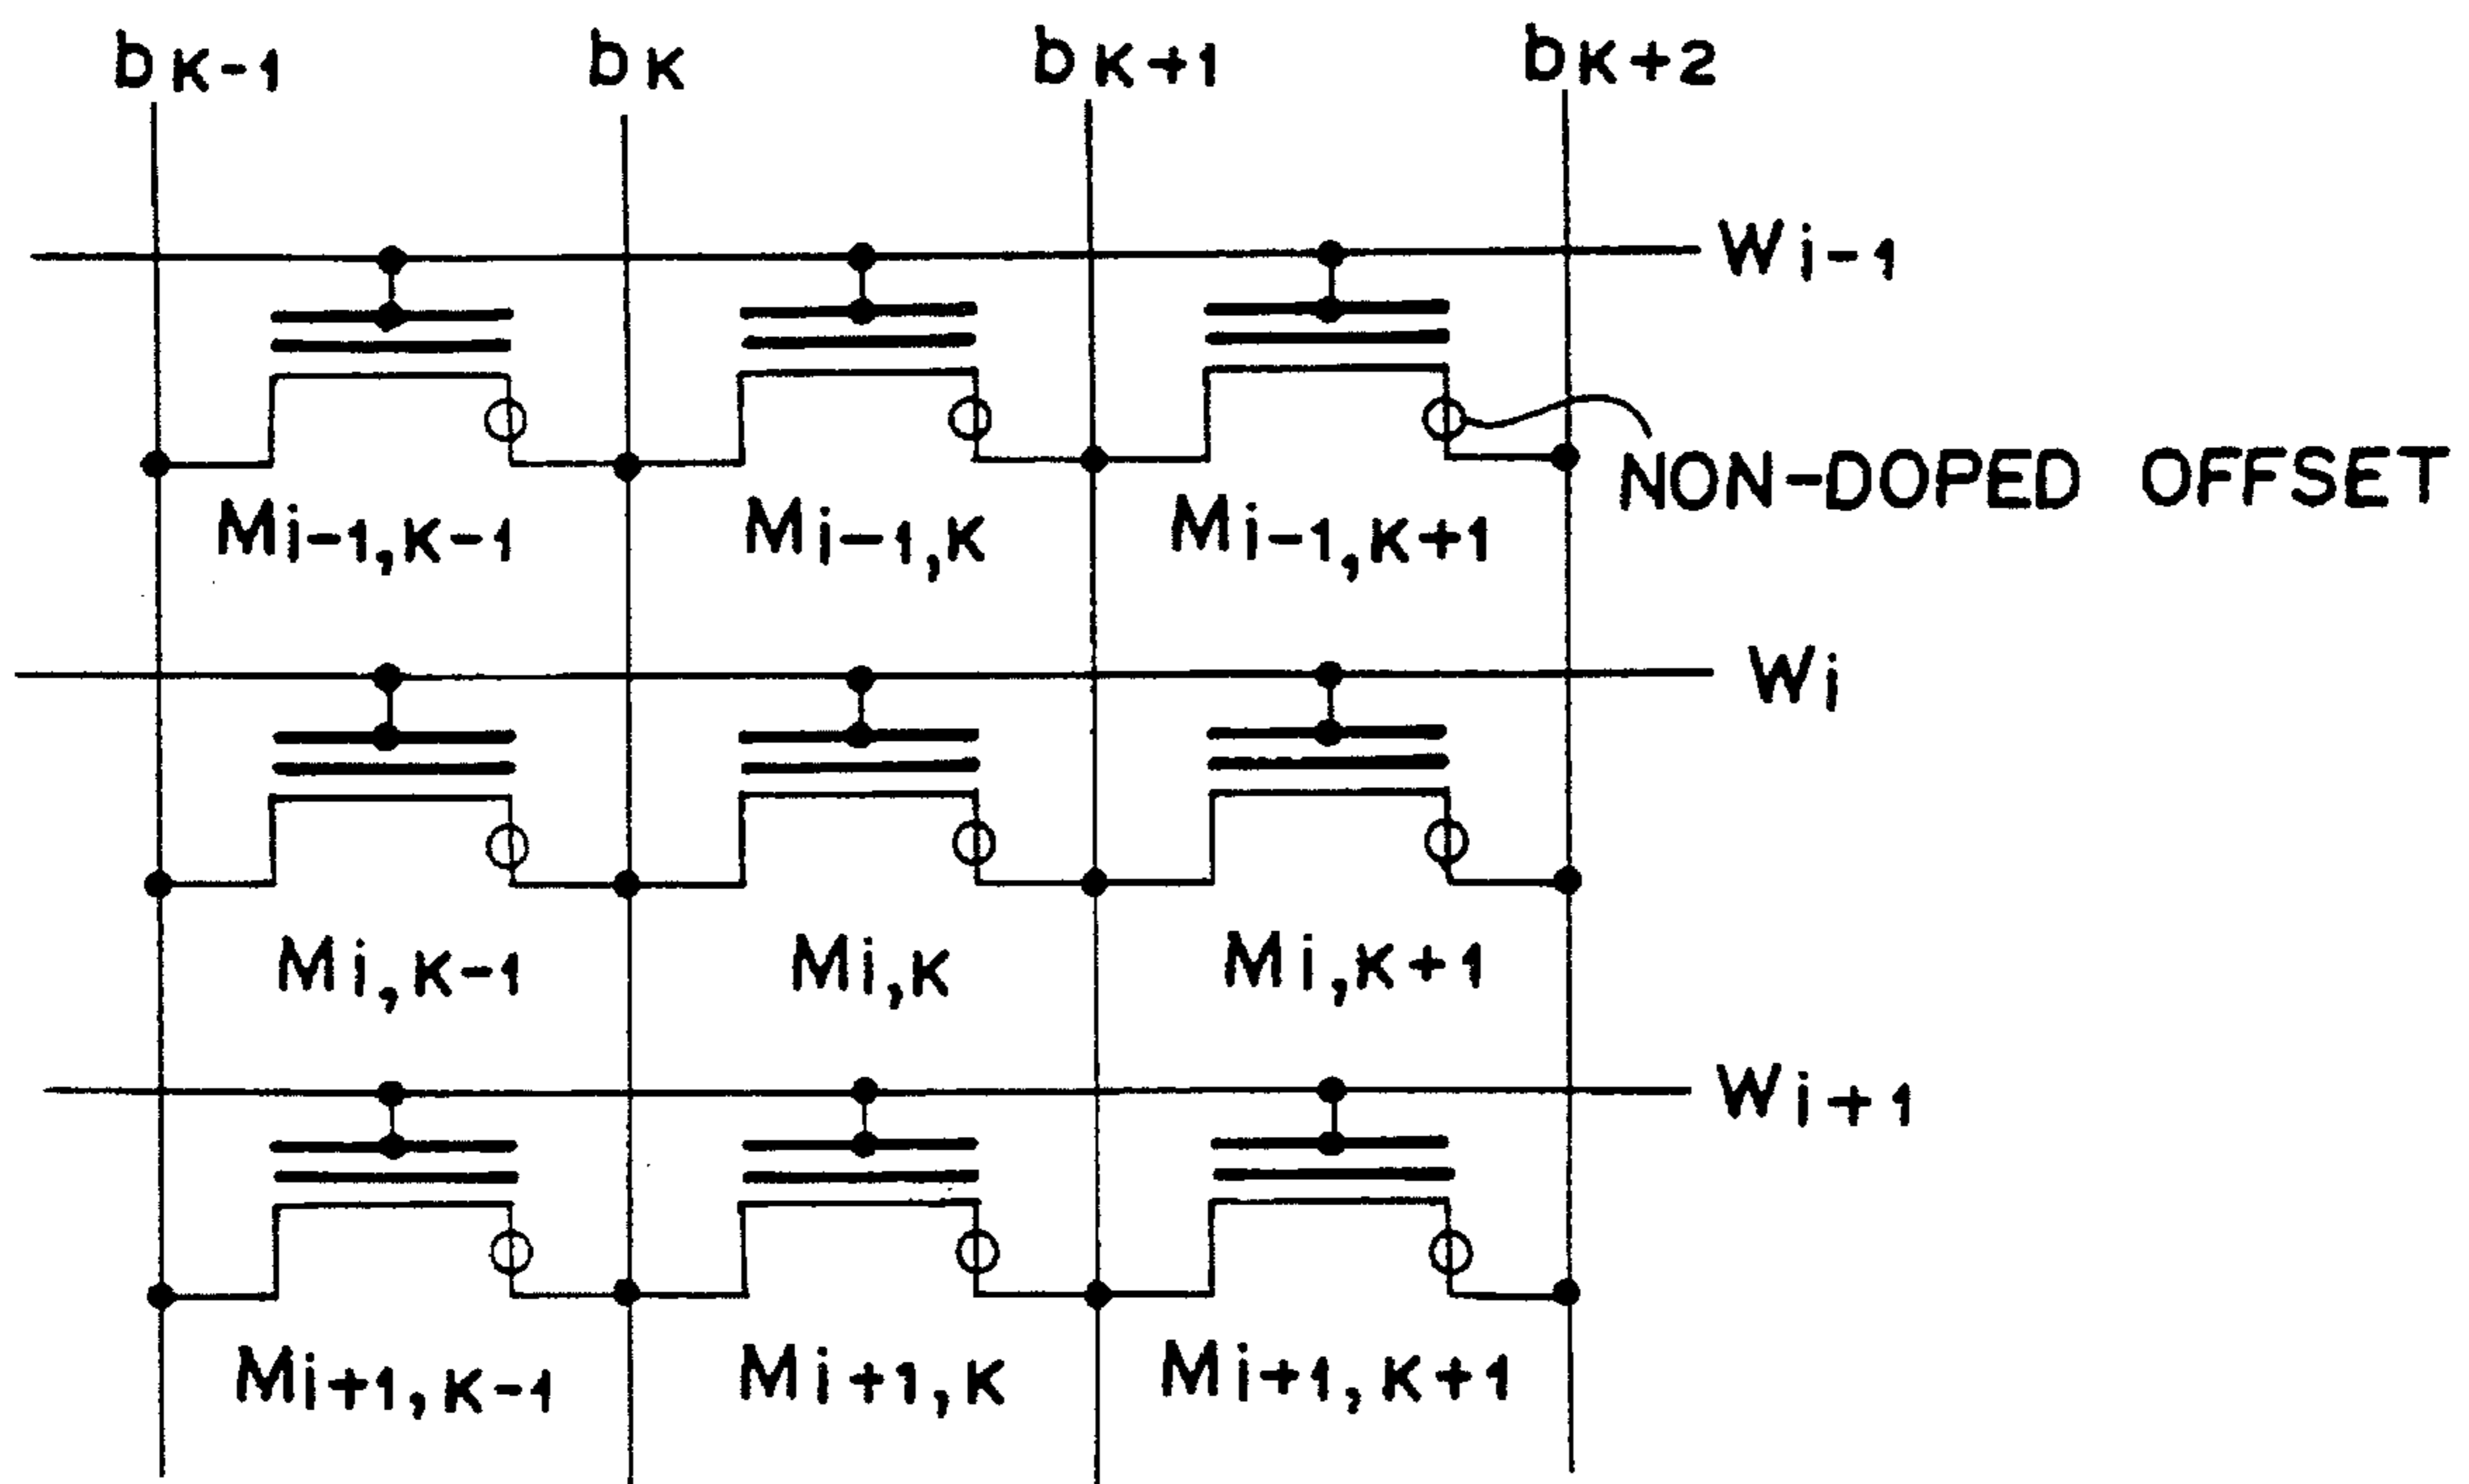 bK-1 bK bK+1 bK+2
Wi-1
NON-DOPED OFFSET
Mi-1,K-1 Mi-1,K Mi-1,K+1
Wi
Mi,K-1 Mi,K Mi,K+1
Wi+1
Mi+1,K-1 Mi+1,K Mi+1,K+1